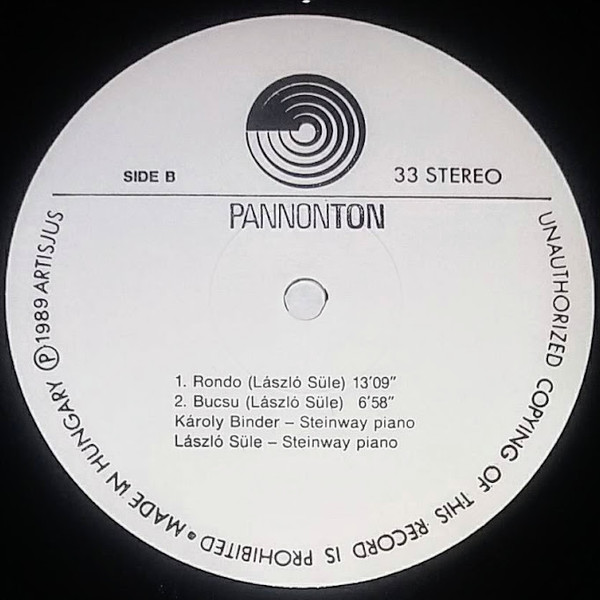 SIDE B
33 STEREO
PANNONTON
1. Rondo (László Süle) 13'09"
2. Bucsu (László Süle) 6'58"
Károly Binder – Steinway piano
László Süle – Steinway piano
UNAUTHORIZED COPYING OF THIS RECORD IS PROHIBITED • MADE IN HUNGARY Ⓟ 1989 ARTISJUS